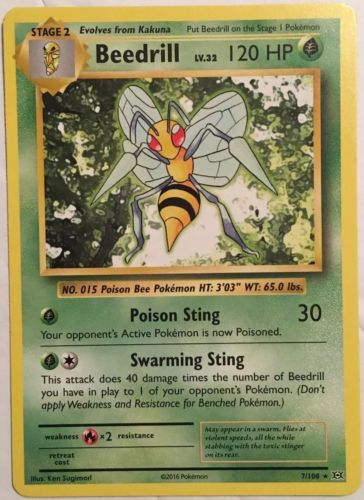 STAGE 2 Evolves from Kakuna Put Beedrill on the Stage 1 Pokémon
Beedrill LV.32 120 HP
NO. 015 Poison Bee Pokémon HT: 3'03" WT: 65.0 lbs.
Poison Sting 30
Your opponent's Active Pokémon is now Poisoned.
Swarming Sting
This attack does 40 damage times the number of Beedrill
you have in play to 1 of your opponent's Pokémon. (Don't
apply Weakness and Resistance for Benched Pokémon.)
weakness ×2 resistance
retreat
cost
May appear in a swarm. Flies at
violent speeds, all the while
stabbing with the toxic stinger
on its rear.
Illus. Ken Sugimori ©2016 Pokémon 7/108 ★